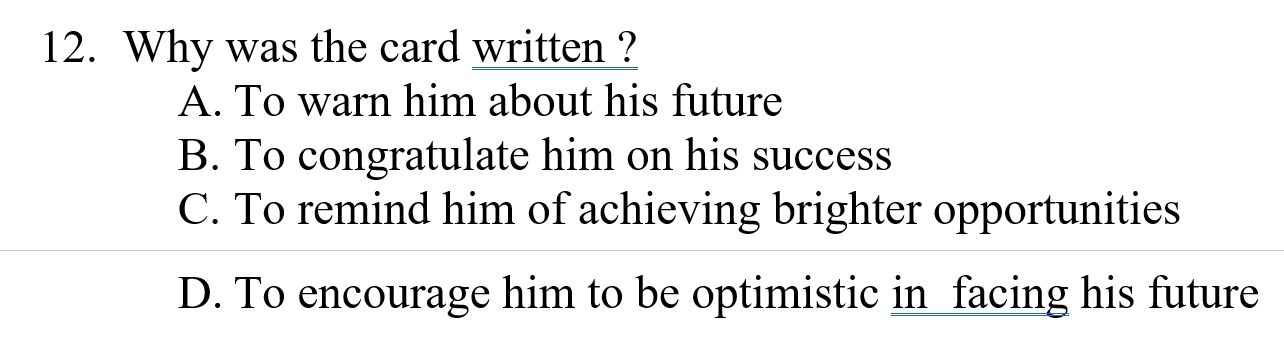 12. Why was the card written ?
A. To warn him about his future
B. To congratulate him on his success
C. To remind him of achieving brighter opportunities
D. To encourage him to be optimistic in  facing his future